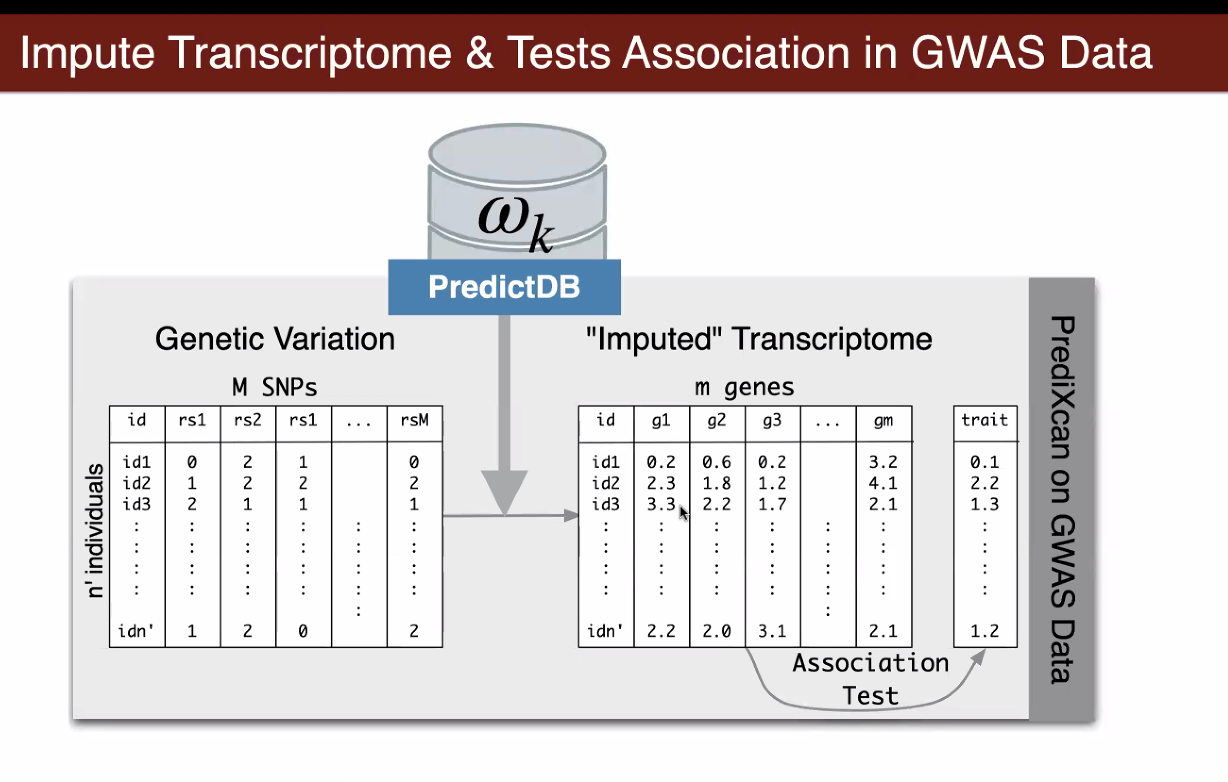 Impute Transcriptome & Tests Association in GWAS Data
ωk
PredictDB
Genetic Variation
"Imputed" Transcriptome
M SNPs
m genes
id rs1 rs2 rs1 ... rsM
id1 0 2 1 0
id2 1 2 2 2
id3 2 1 1 1
: : : : : :
: : : : : :
: : : : : :
: : : : : :
:
idn' 1 2 0 2
n' individuals
id g1 g2 g3 ... gm
id1 0.2 0.6 0.2 3.2
id2 2.3 1.8 1.2 4.1
id3 3.3 2.2 1.7 2.1
: : : : : :
: : : : : :
: : : : : :
: : : : : :
:
idn' 2.2 2.0 3.1 2.1
trait
0.1
2.2
1.3
:
:
:
:
1.2
Association
Test
PrediXcan on GWAS Data